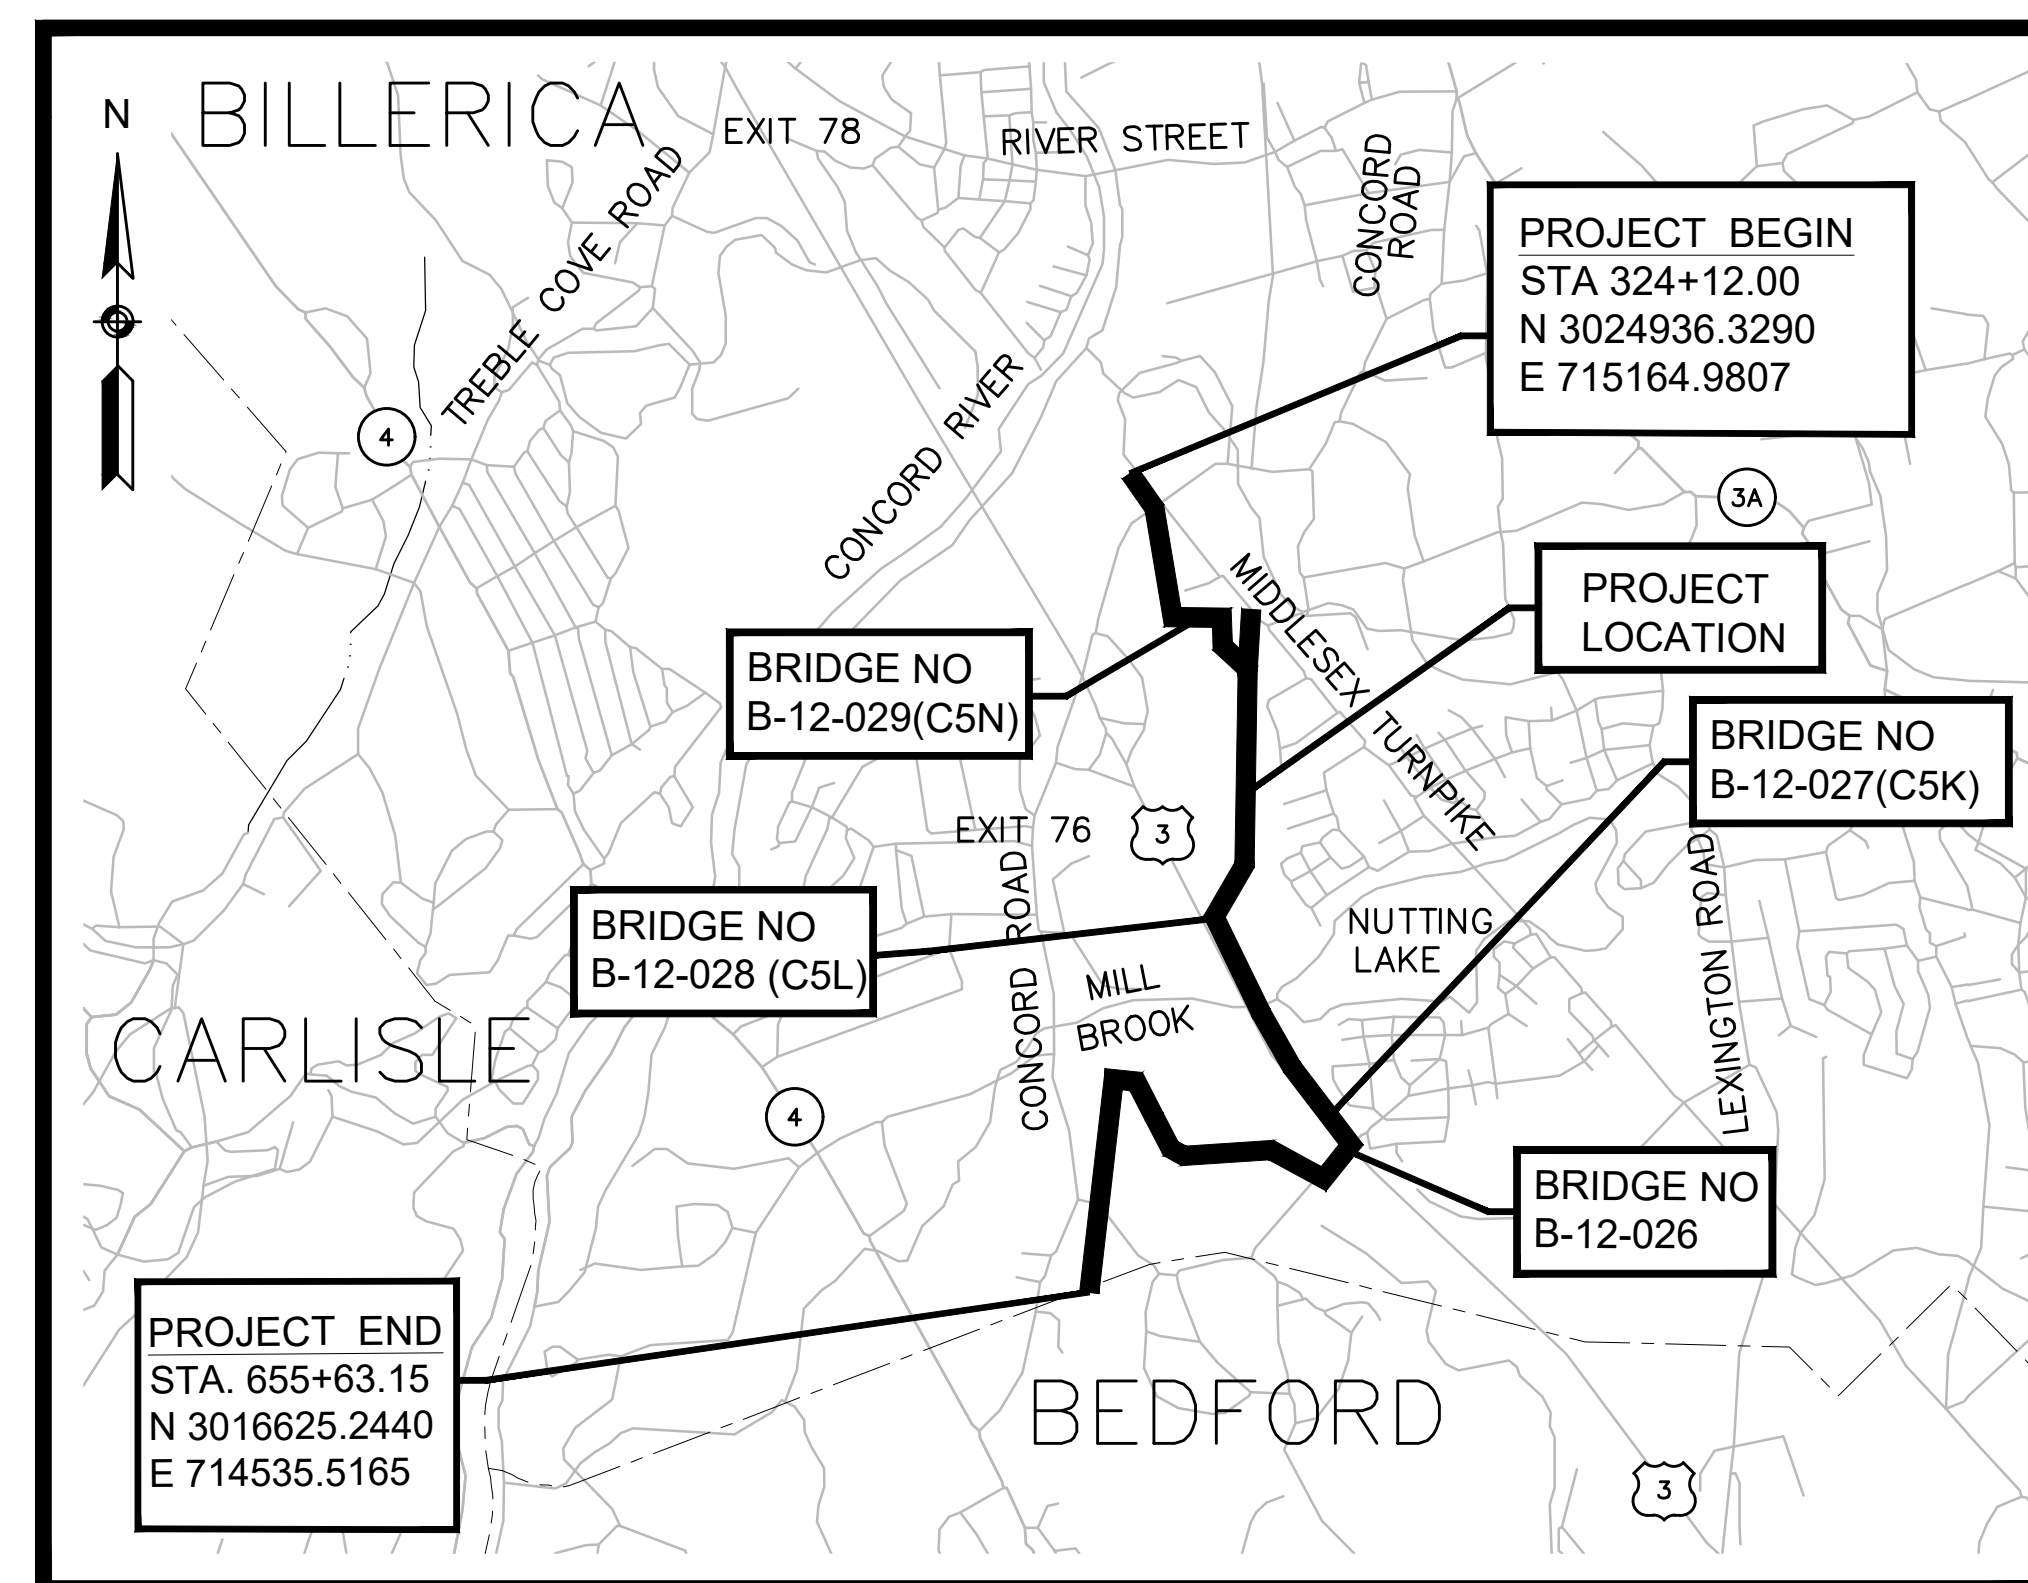 BILLERICA
N
EXIT 78
RIVER STREET
CONCORD
ROAD
TREBLE COVE ROAD
PROJECT BEGIN
STA 324+12.00
N 3024936.3290
E 715164.9807
4
CONCORD RIVER
3A
PROJECT
LOCATION
MIDDLESEX TURNPIKE
BRIDGE NO
B-12-029(C5N)
BRIDGE NO
B-12-027(C5K)
EXIT 76
3
CONCORD ROAD
BRIDGE NO
B-12-028 (C5L)
NUTTING
LAKE
LEXINGTON ROAD
MILL
BROOK
CARLISLE
4
BRIDGE NO
B-12-026
PROJECT END
STA. 655+63.15
N 3016625.2440
E 714535.5165
BEDFORD
3